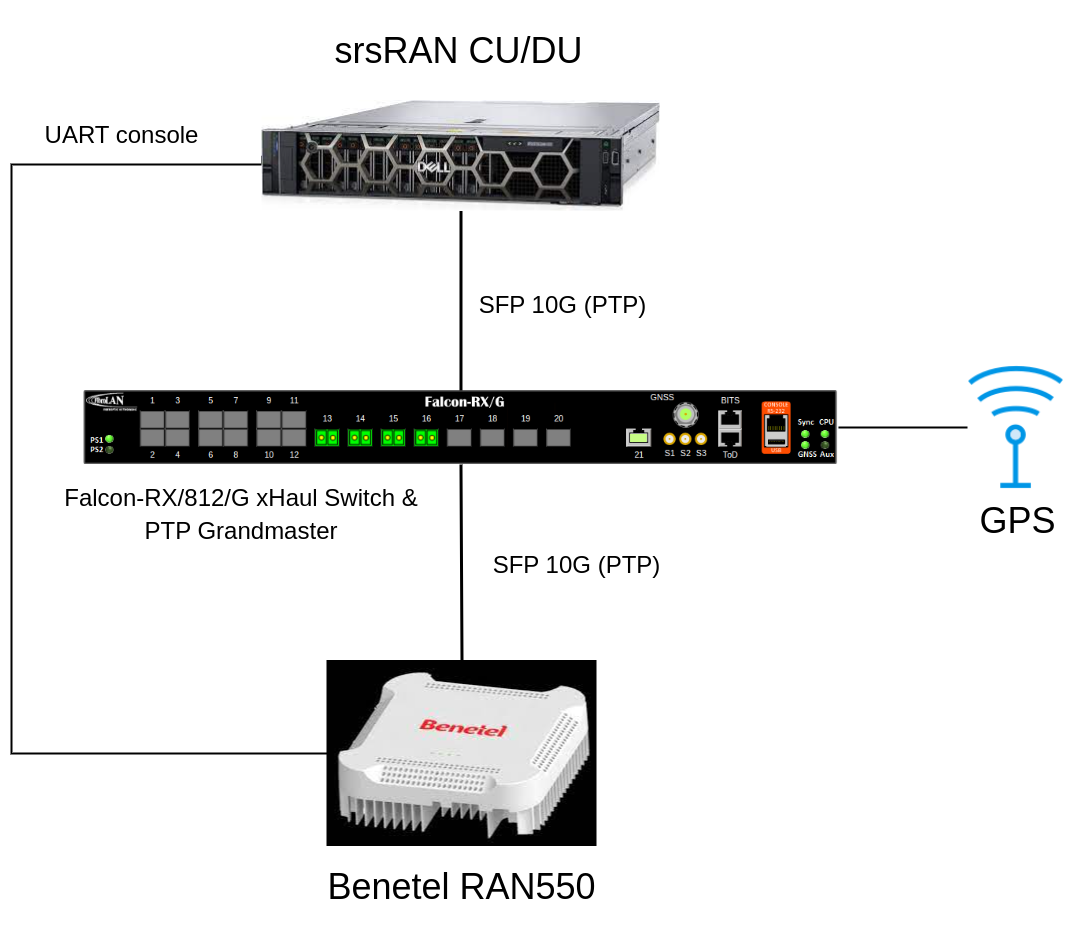 srsRAN CU/DU
UART console
DELL
SFP 10G (PTP)
Falcon-RX/G
GNSS
BITS
CONSOLE
RS-232
1 3 5 7 9 11
13 14 15 16 17 18 19 20
Sync CPU
PS1
PS2
USB
GNSS Aux
2 4 6 8 10 12
21
S1 S2 S3
ToD
Falcon-RX/812/G xHaul Switch &
PTP Grandmaster
GPS
SFP 10G (PTP)
Benetel
Benetel RAN550